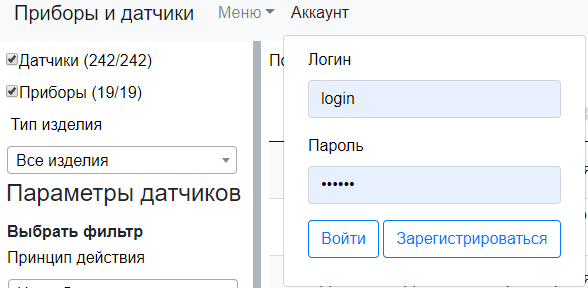 Приборы и датчики Меню Аккаунт
Датчики (242/242)
Приборы (19/19)
Тип изделия
Все изделия
Параметры датчиков
Выбрать фильтр
Принцип действия
Логин
login
Пароль
••••••
Войти Зарегистрироваться